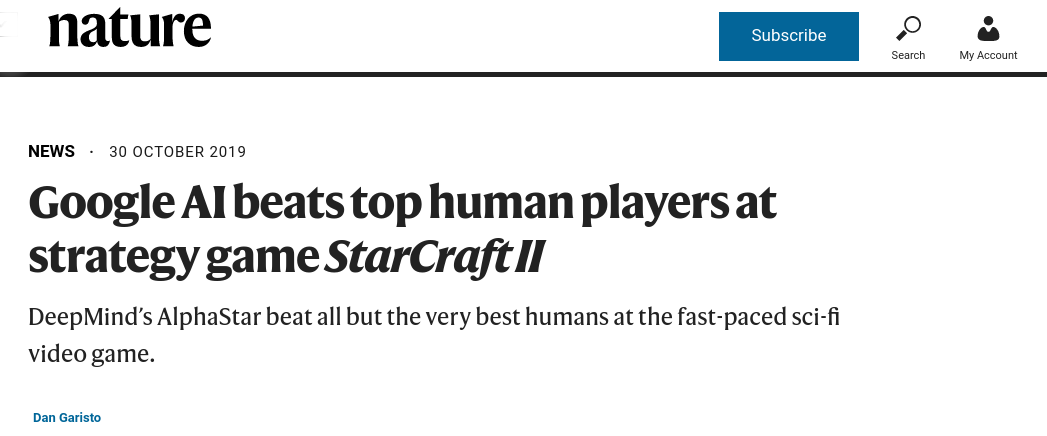 nature
Subscribe
Search
My Account
NEWS · 30 OCTOBER 2019
Google AI beats top human players at
strategy game StarCraft II
DeepMind’s AlphaStar beat all but the very best humans at the fast-paced sci-fi
video game.
Dan Garisto